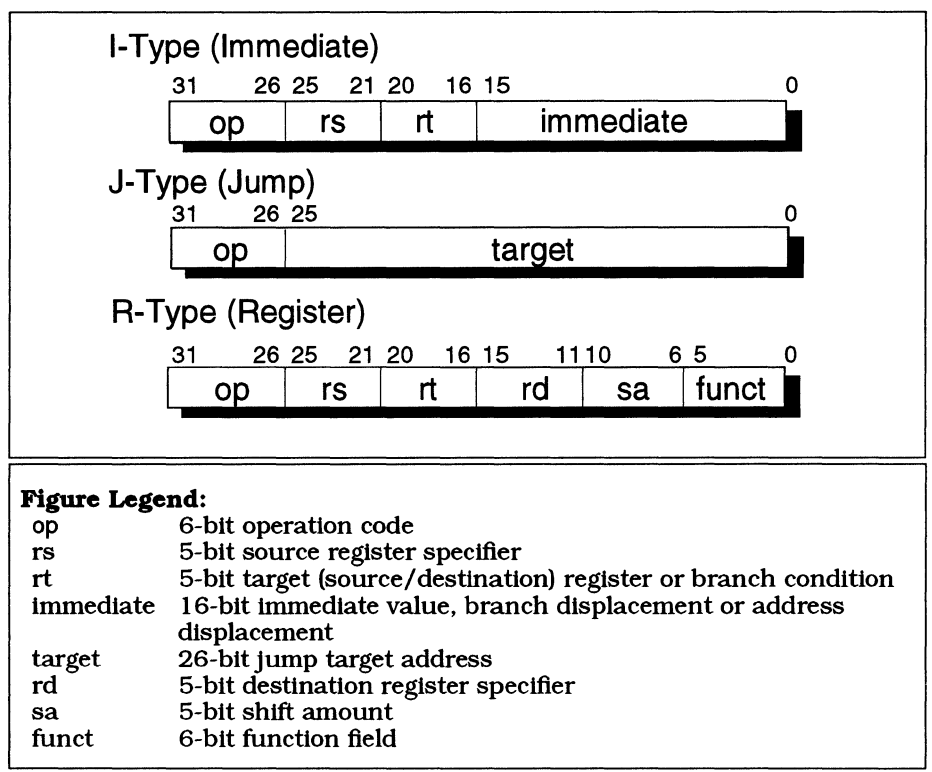 I-Type (Immediate)
31 26 25 21 20 16 15 0
op rs rt immediate
J-Type (Jump)
31 26 25 0
op target
R-Type (Register)
31 26 25 21 20 16 15 11 10 6 5 0
op rs rt rd sa funct
Figure Legend:
op 6-bit operation code
rs 5-bit source register specifier
rt 5-bit target (source/destination) register or branch condition
immediate 16-bit immediate value, branch displacement or address
displacement
target 26-bit jump target address
rd 5-bit destination register specifier
sa 5-bit shift amount
funct 6-bit function field